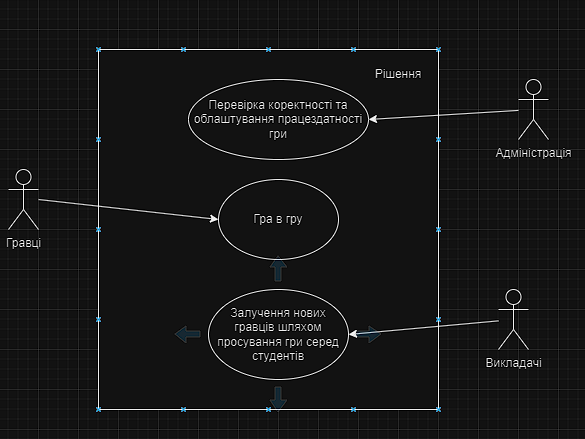 Рішення
Перевірка коректності та
облаштування працездатності
гри
Адміністрація
Гравці
Гра в гру
Залучення нових
гравців шляхом
просування гри серед
студентів
Викладачі